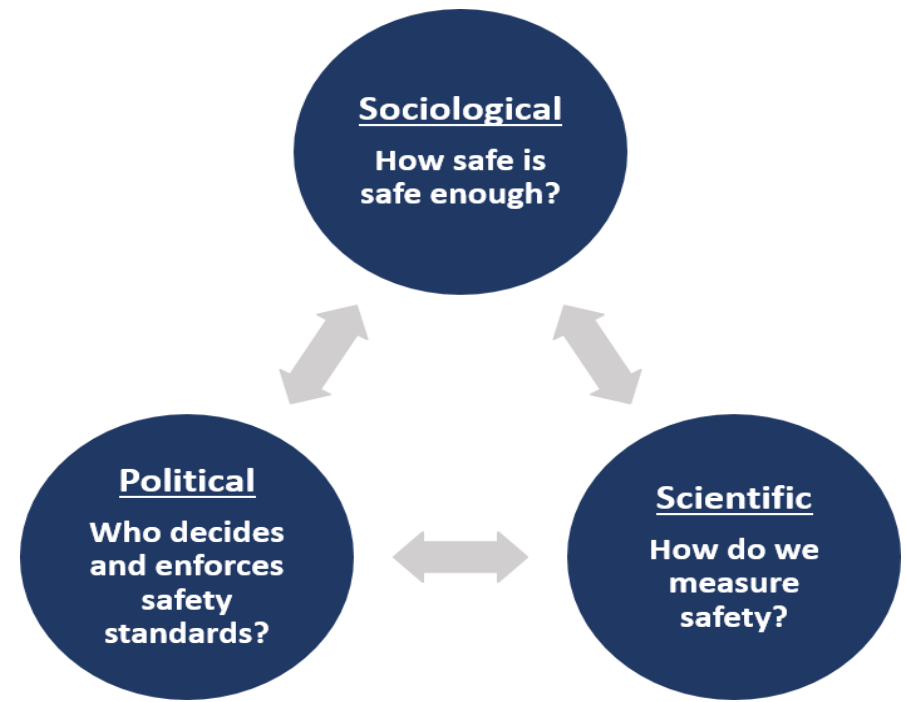 Sociological
How safe is
safe enough?
Political
Who decides
and enforces
safety
standards?
Scientific
How do we
measure
safety?